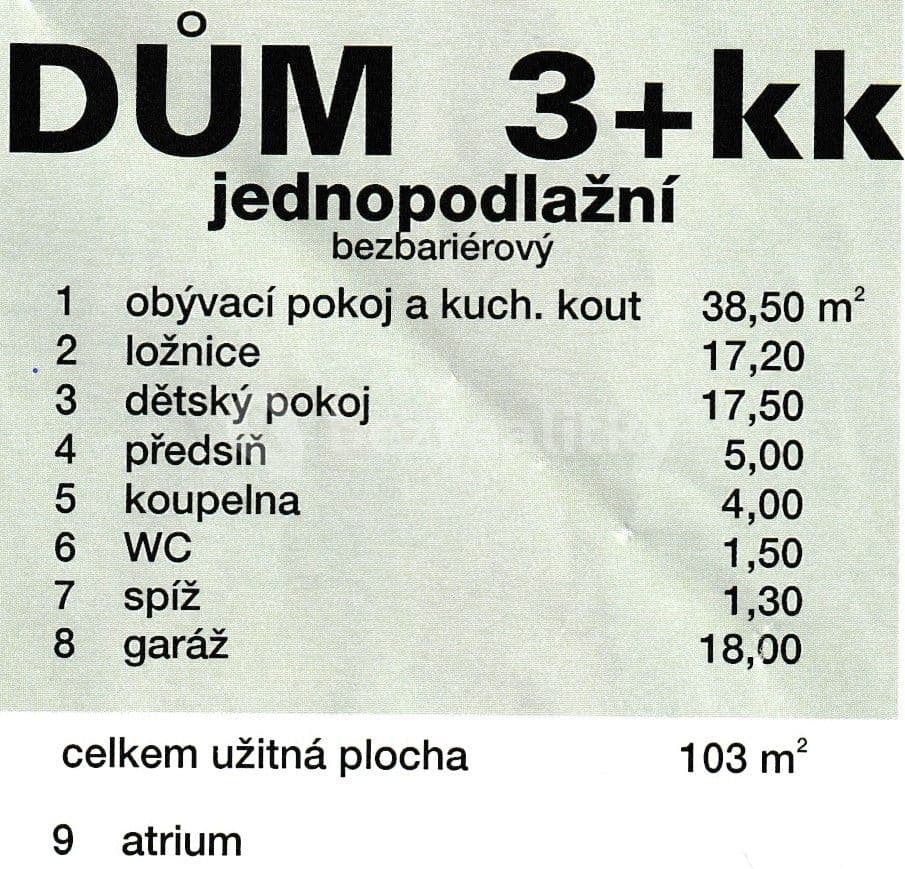 DŮM 3+kk
jednopodlažní
bezbariérový
1 obývací pokoj a kuch. kout 38,50 m²
2 ložnice 17,20
3 dětský pokoj 17,50
4 předsíň 5,00
5 koupelna 4,00
6 WC 1,50
7 spíž 1,30
8 garáž 18,00
celkem užitná plocha 103 m²
9 atrium